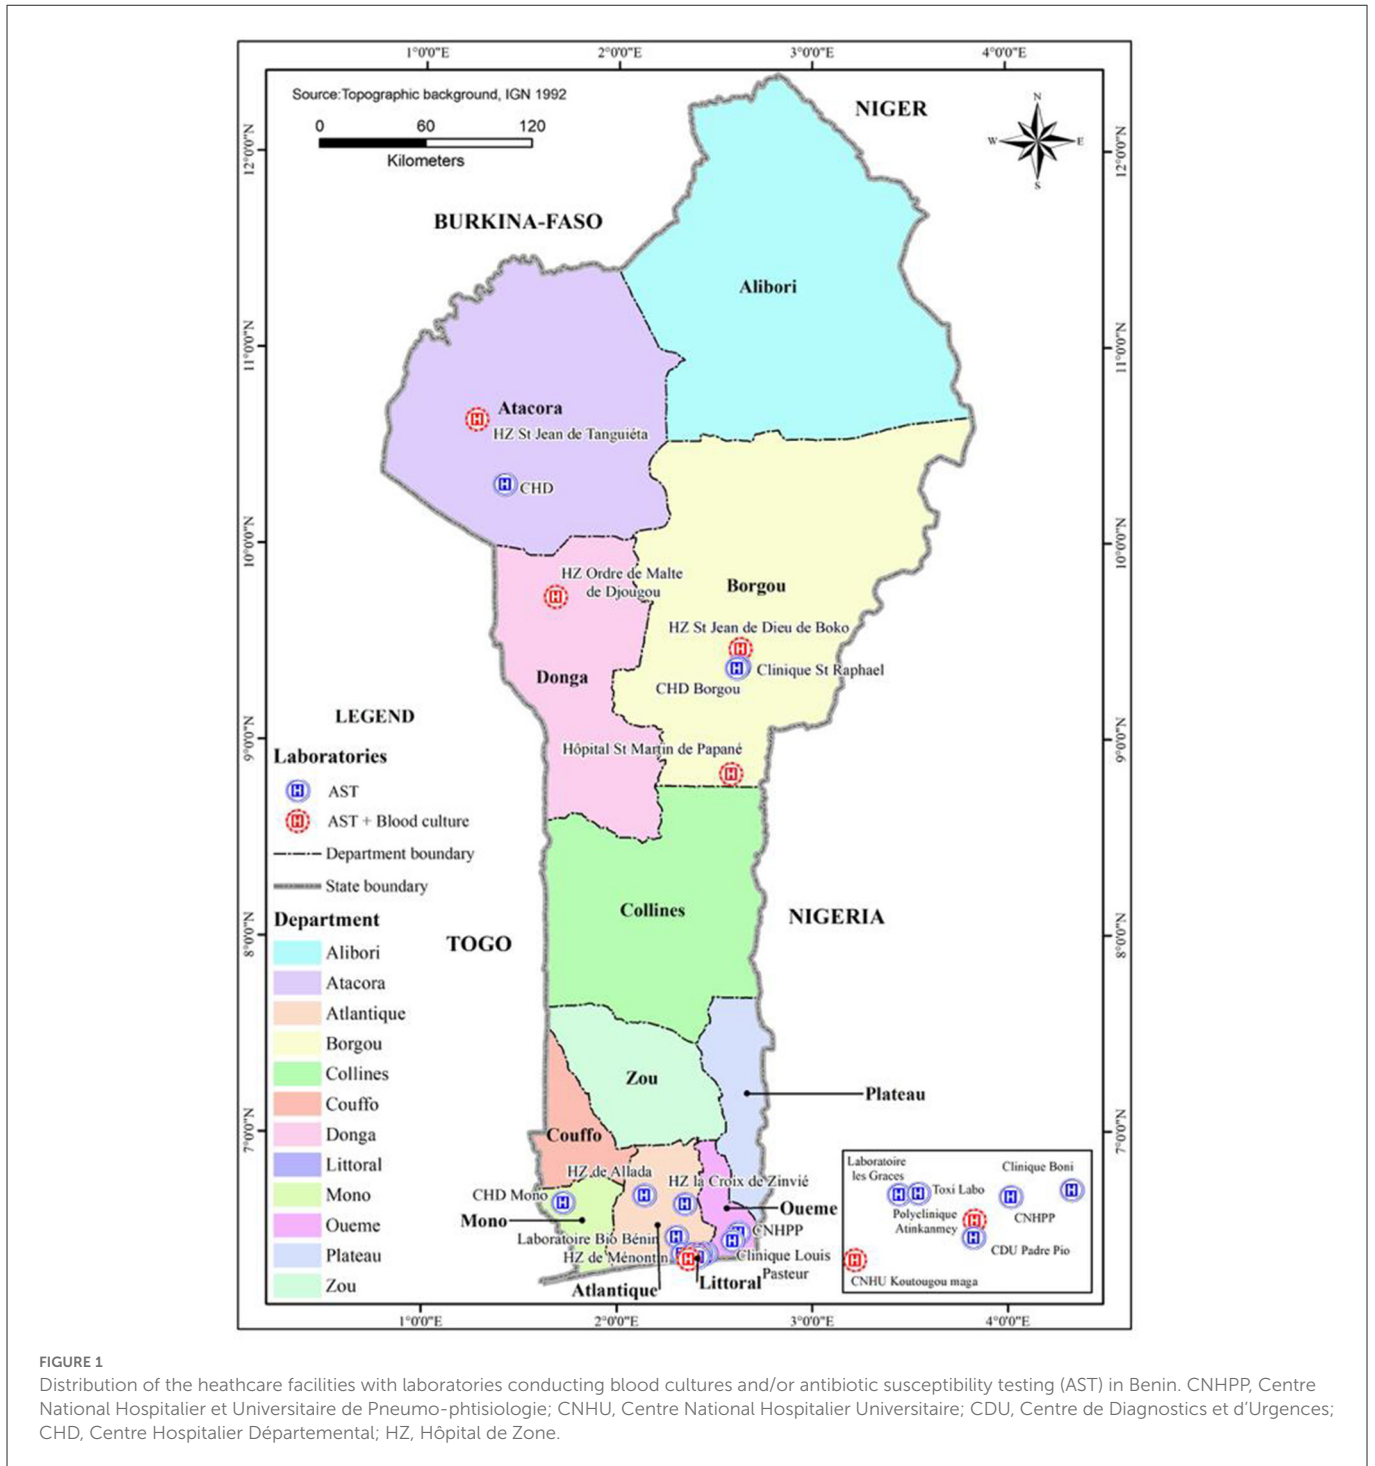 1°0'0"E
2°0'0"E
3°0'0"E
4°0'0"E
Source:Topographic background, IGN 1992
0 60 120
Kilometers
N
W E
S
NIGER
BURKINA-FASO
12°0'0"N
12°0'0"N
Alibori
11°0'0"N
11°0'0"N
Atacora
HZ St Jean de Tanguiéta
CHD
10°0'0"N
10°0'0"N
HZ Ordre de Malte
de Djougou
Borgou
HZ St Jean de Dieu de Boko
Clinique St Raphael
CHD Borgou
Donga
9°0'0"N
9°0'0"N
Hôpital St Martin de Papané
LEGEND
Laboratories
H AST
H AST + Blood culture
Department boundary
State boundary
Department
Alibori
Atacora
Atlantique
Borgou
Collines
Couffo
Donga
Littoral
Mono
Oueme
Plateau
Zou
8°0'0"N
8°0'0"N
Collines
NIGERIA
TOGO
Zou
Plateau
7°0'0"N
7°0'0"N
Couffo
HZ de Allada
HZ la Croix de Zinvié
CHD Mono
Mono
Oueme
Laboratoire Bio Bénin
CNHPP
HZ de Ménontin
Clinique Louis
Pasteur
Atlantique
Littoral
Laboratoire
les Graces
Toxi Labo
Clinique Boni
CNHPP
Polyclinique
Atinkanmey
CDU Padre Pio
CNHU Koutougou maga
1°0'0"E
2°0'0"E
3°0'0"E
4°0'0"E
FIGURE 1
Distribution of the heathcare facilities with laboratories conducting blood cultures and/or antibiotic susceptibility testing (AST) in Benin. CNHPP, Centre
National Hospitalier et Universitaire de Pneumo-phtisiologie; CNHU, Centre National Hospitalier Universitaire; CDU, Centre de Diagnostics et d'Urgences;
CHD, Centre Hospitalier Départemental; HZ, Hôpital de Zone.